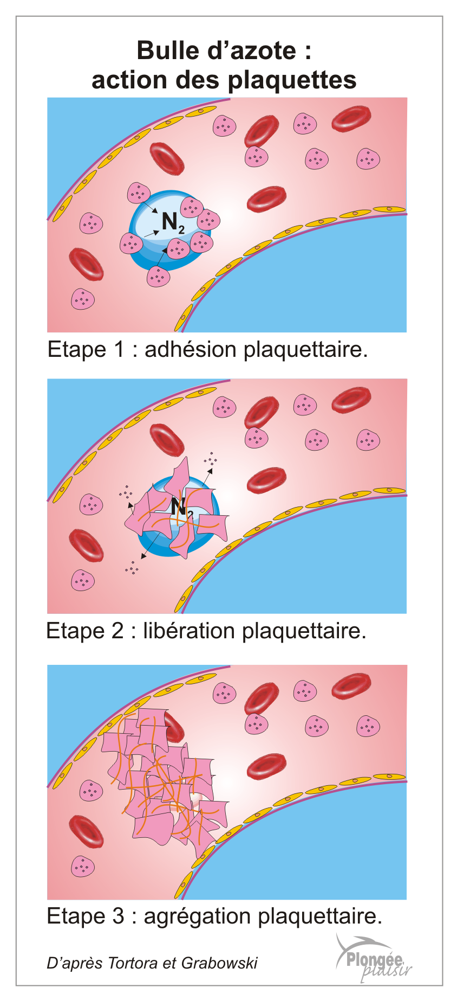 Bulle d’azote :
action des plaquettes
N2
Etape 1 : adhésion plaquettaire.
N2
Etape 2 : libération plaquettaire.
Etape 3 : agrégation plaquettaire.
D’après Tortora et Grabowski
Plongée
plaisir